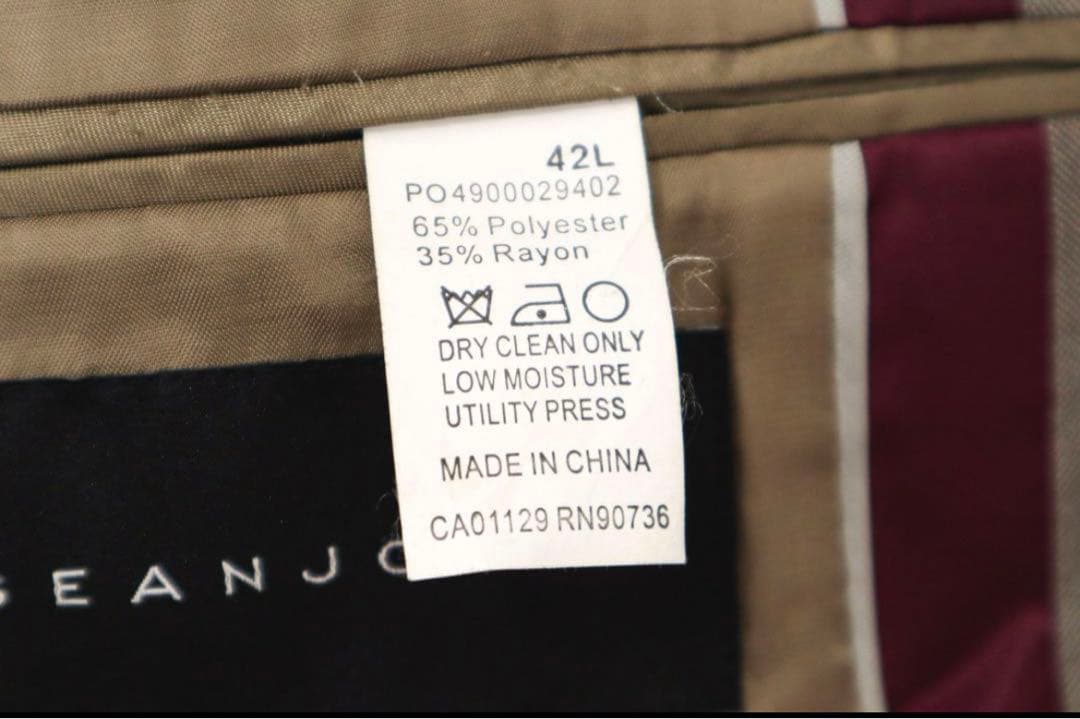 42L
PO4900029402
65% Polyester
35% Rayon
DRY CLEAN ONLY
LOW MOISTURE
UTILITY PRESS
MADE IN CHINA
CA01129 RN90736
SEANJO